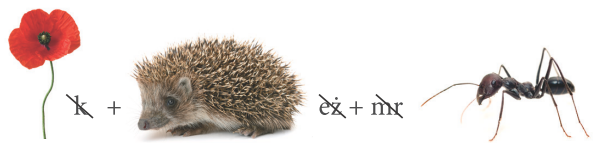 k + eż + mr